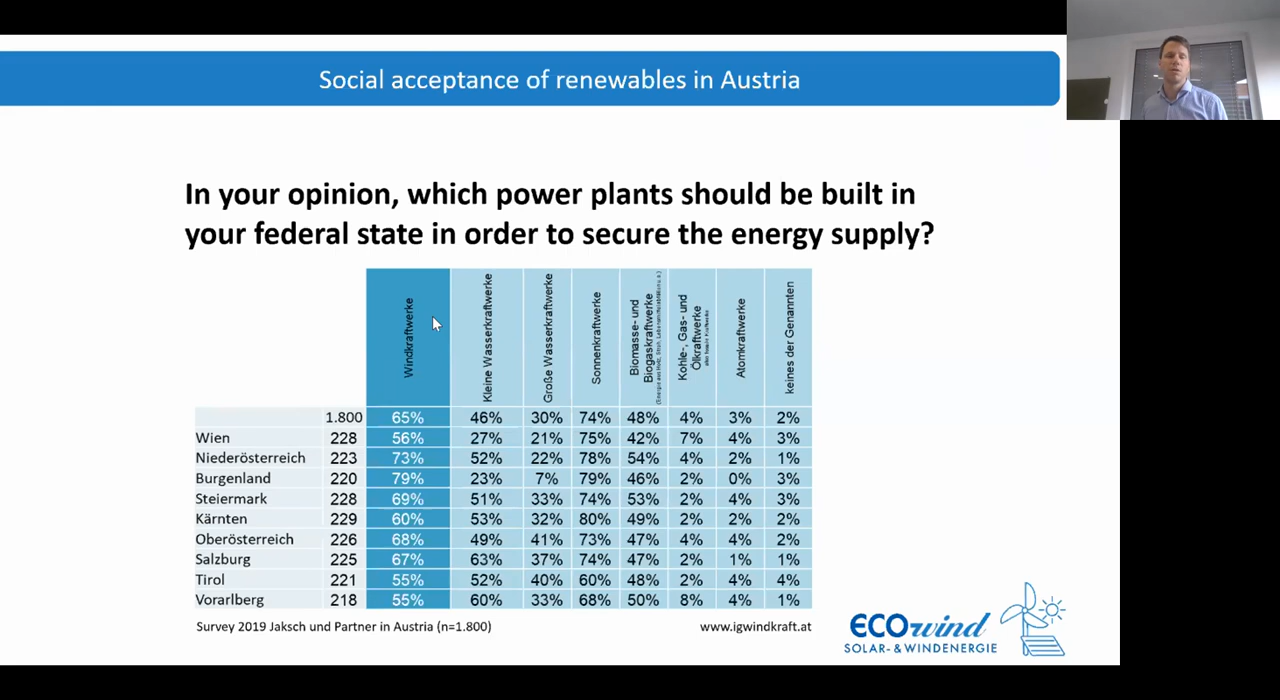 Social acceptance of renewables in Austria
In your opinion, which power plants should be built in
your federal state in order to secure the energy supply?
Windkraftwerke
Kleine Wasserkraftwerke
Große Wasserkraftwerke
Sonnenkraftwerke
Biomasse- und
Biogaskraftwerke
Kohle-, Gas- und
Ölkraftwerke
Atomkraftwerke
keines der Genannten
1.800 65% 46% 30% 74% 48% 4% 3% 2%
Wien 228 56% 27% 21% 75% 42% 7% 4% 3%
Niederösterreich 223 73% 52% 22% 78% 54% 4% 2% 1%
Burgenland 220 79% 23% 7% 79% 46% 2% 0% 3%
Steiermark 228 69% 51% 33% 74% 53% 2% 4% 3%
Kärnten 229 60% 53% 32% 80% 49% 2% 2% 2%
Oberösterreich 226 68% 49% 41% 73% 47% 4% 4% 2%
Salzburg 225 67% 63% 37% 74% 47% 2% 1% 1%
Tirol 221 55% 52% 40% 60% 48% 2% 4% 4%
Vorarlberg 218 55% 60% 33% 68% 50% 8% 4% 1%
Survey 2019 Jaksch und Partner in Austria (n=1.800)
www.igwindkraft.at
ECOwind
SOLAR- & WINDENERGIE